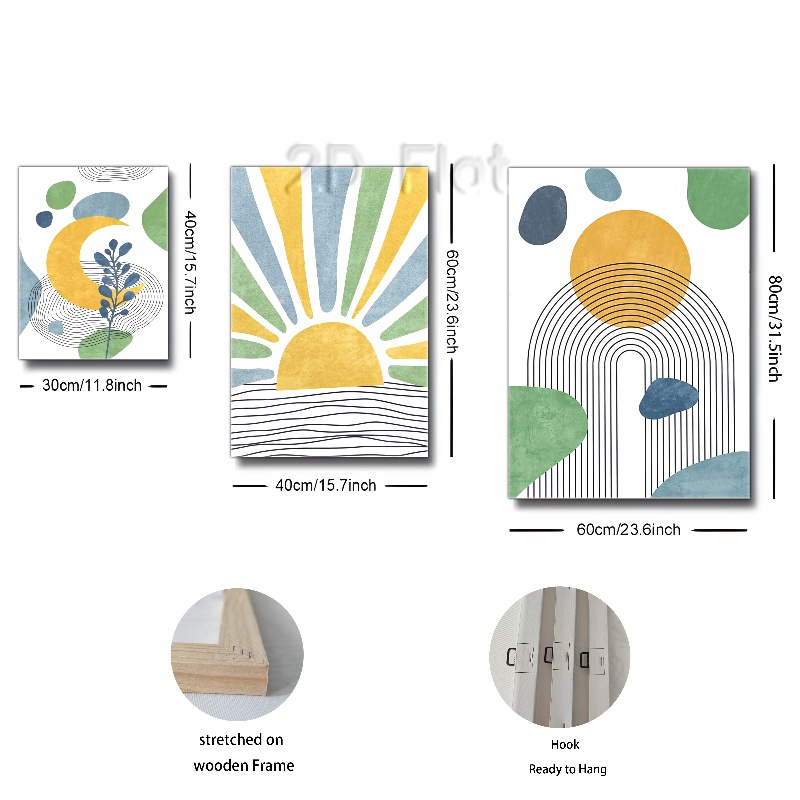 2D Flat
40cm/15.7inch
30cm/11.8inch
60cm/23.6inch
40cm/15.7inch
80cm/31.5inch
60cm/23.6inch
stretched on
wooden Frame
Hook
Ready to Hang